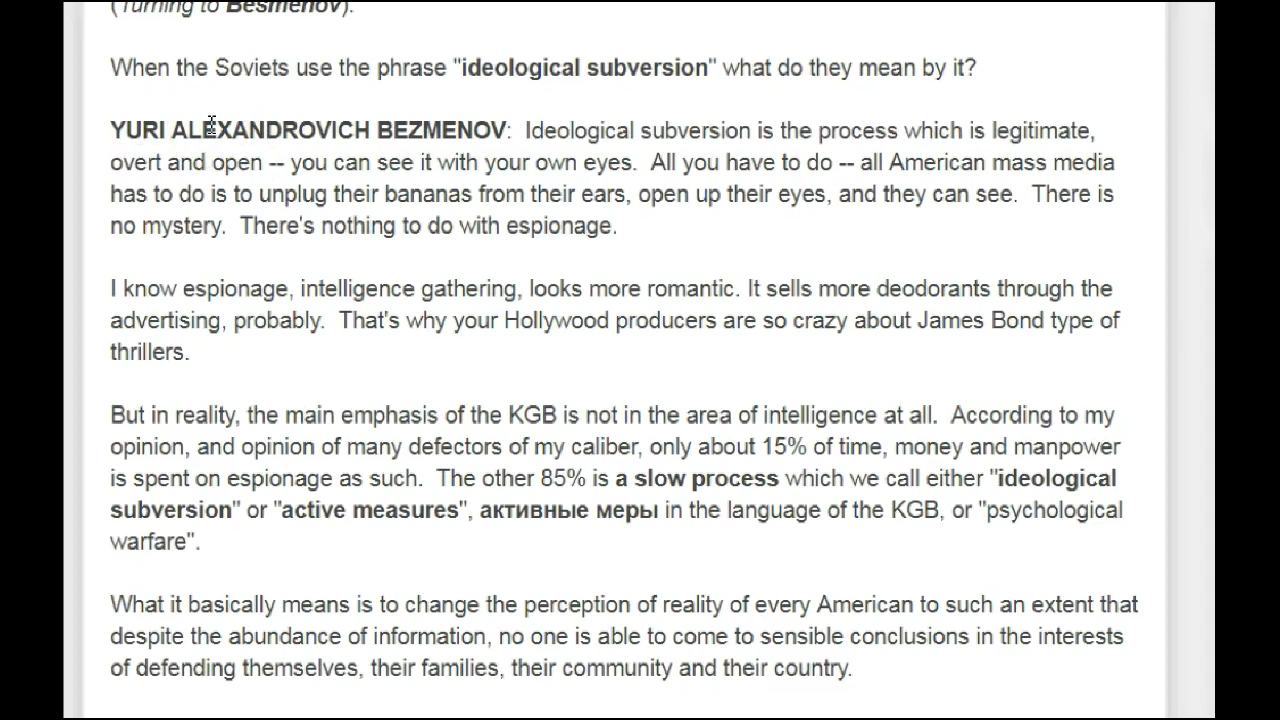 (Turning to Besmenov).
When the Soviets use the phrase "ideological subversion" what do they mean by it?
YURI ALEXANDROVICH BEZMENOV:  Ideological subversion is the process which is legitimate,
overt and open -- you can see it with your own eyes.  All you have to do -- all American mass media
has to do is to unplug their bananas from their ears, open up their eyes, and they can see.  There is
no mystery.  There's nothing to do with espionage.
I know espionage, intelligence gathering, looks more romantic. It sells more deodorants through the
advertising, probably.  That's why your Hollywood producers are so crazy about James Bond type of
thrillers.
But in reality, the main emphasis of the KGB is not in the area of intelligence at all.  According to my
opinion, and opinion of many defectors of my caliber, only about 15% of time, money and manpower
is spent on espionage as such.  The other 85% is a slow process which we call either "ideological
subversion" or "active measures", активные меры in the language of the KGB, or "psychological
warfare".
What it basically means is to change the perception of reality of every American to such an extent that
despite the abundance of information, no one is able to come to sensible conclusions in the interests
of defending themselves, their families, their community and their country.